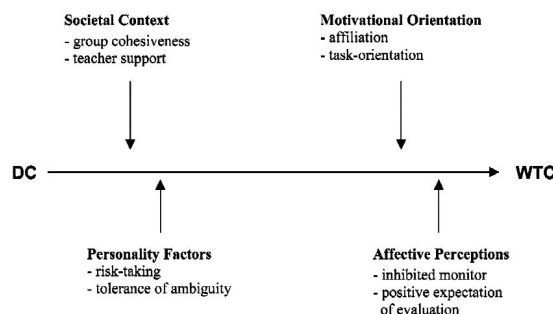 Societal Context
- group cohesiveness
- teacher support
Motivational Orientation
- affiliation
- task-orientation
DC
WTC
Personality Factors
- risk-taking
- tolerance of ambiguity
Affective Perceptions
- inhibited monitor
- positive expectation
of evaluation